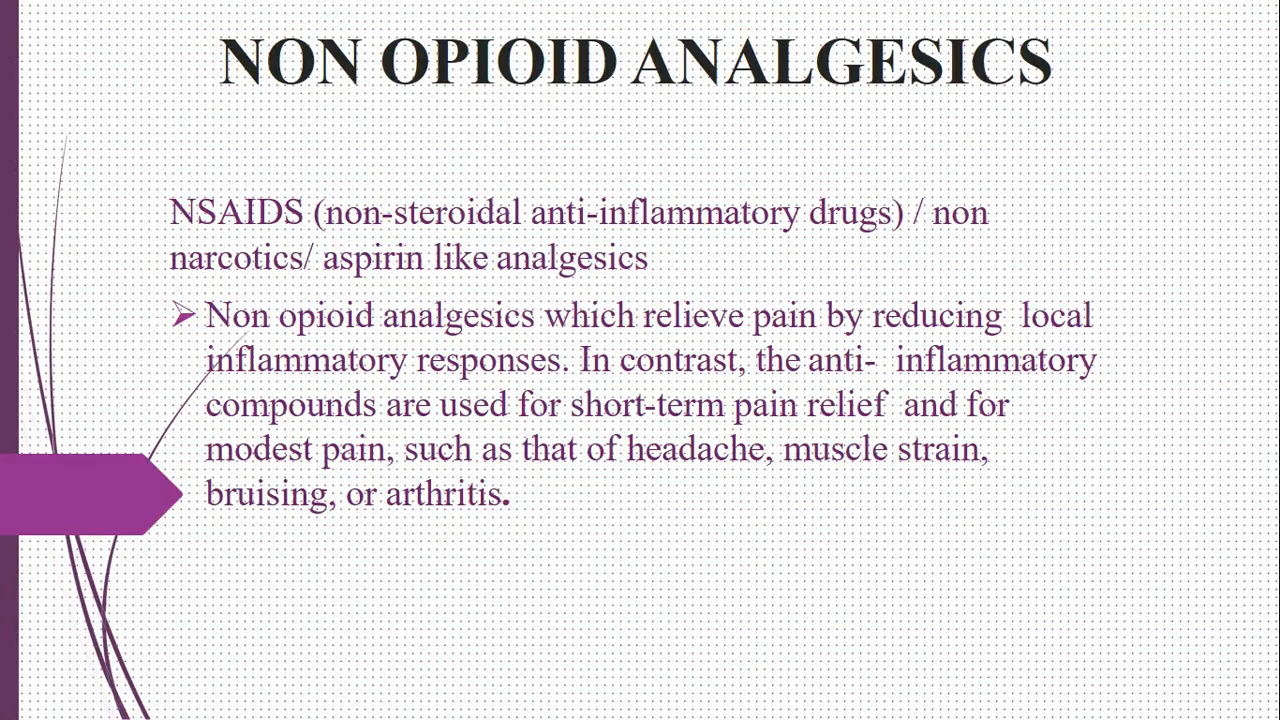 NON OPIOID ANALGESICS
NSAIDS (non-steroidal anti-inflammatory drugs) / non
narcotics/ aspirin like analgesics
Non opioid analgesics which relieve pain by reducing local
inflammatory responses. In contrast, the anti- inflammatory
compounds are used for short-term pain relief and for
modest pain, such as that of headache, muscle strain,
bruising, or arthritis.